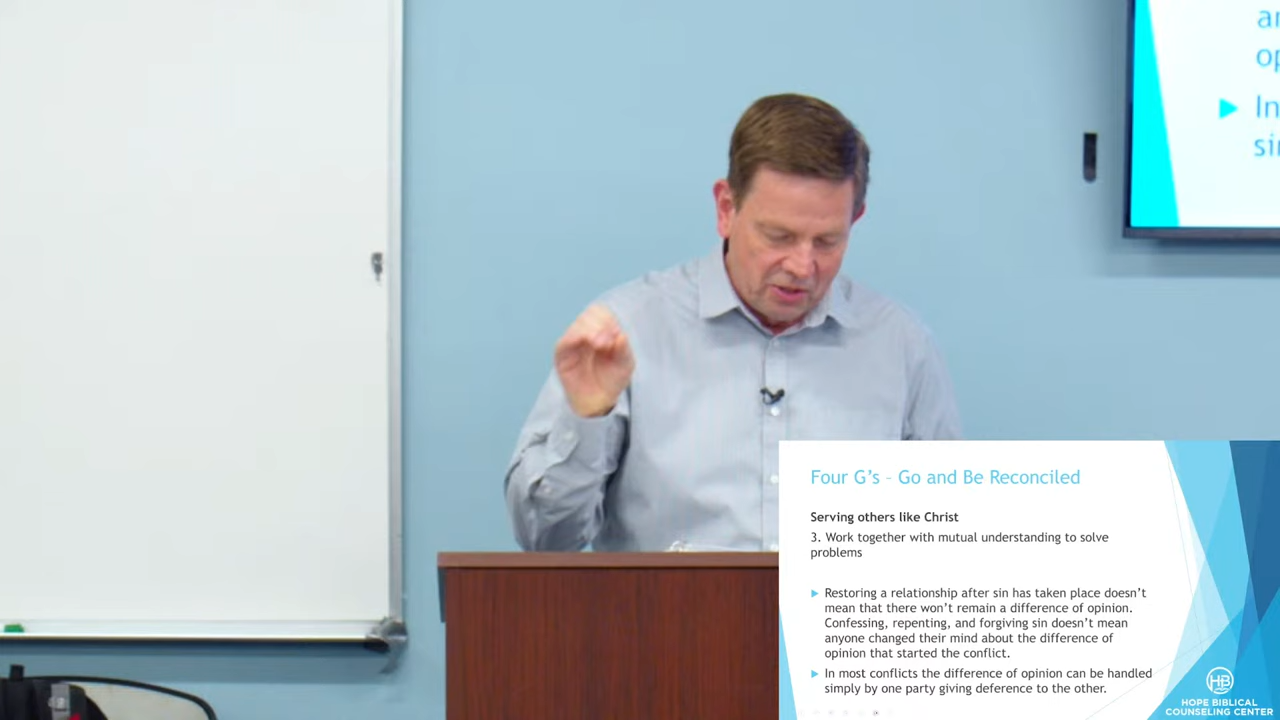 Four G's – Go and Be Reconciled
Serving others like Christ
3. Work together with mutual understanding to solve
problems
Restoring a relationship after sin has taken place doesn't
mean that there won't remain a difference of opinion.
Confessing, repenting, and forgiving sin doesn't mean
anyone changed their mind about the difference of
opinion that started the conflict.
In most conflicts the difference of opinion can be handled
simply by one party giving deference to the other.
HB
HOPE BIBLICAL
COUNSELING CENTER